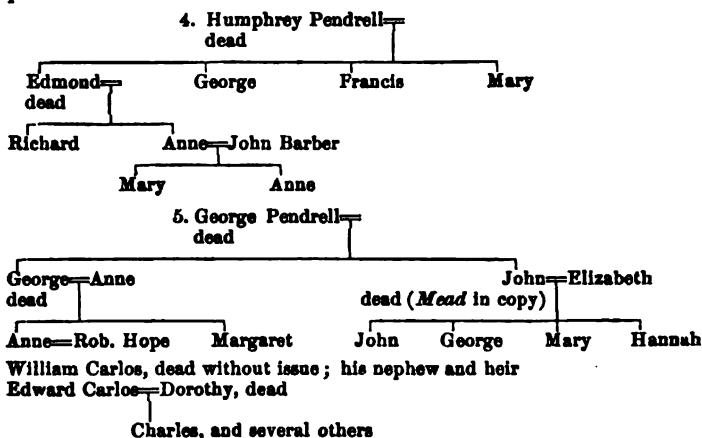 4. Humphrey Pendrell
dead
Edmond George Francis Mary
dead
Richard Anne John Barber
Mary Anne
5. George Pendrell
dead
George Anne John Elizabeth
dead dead (Mead in copy)
Anne Rob. Hope Margaret John George Mary Hannah
William Carlos, dead without issue; his nephew and heir
Edward Carlos Dorothy, dead
Charles, and several others